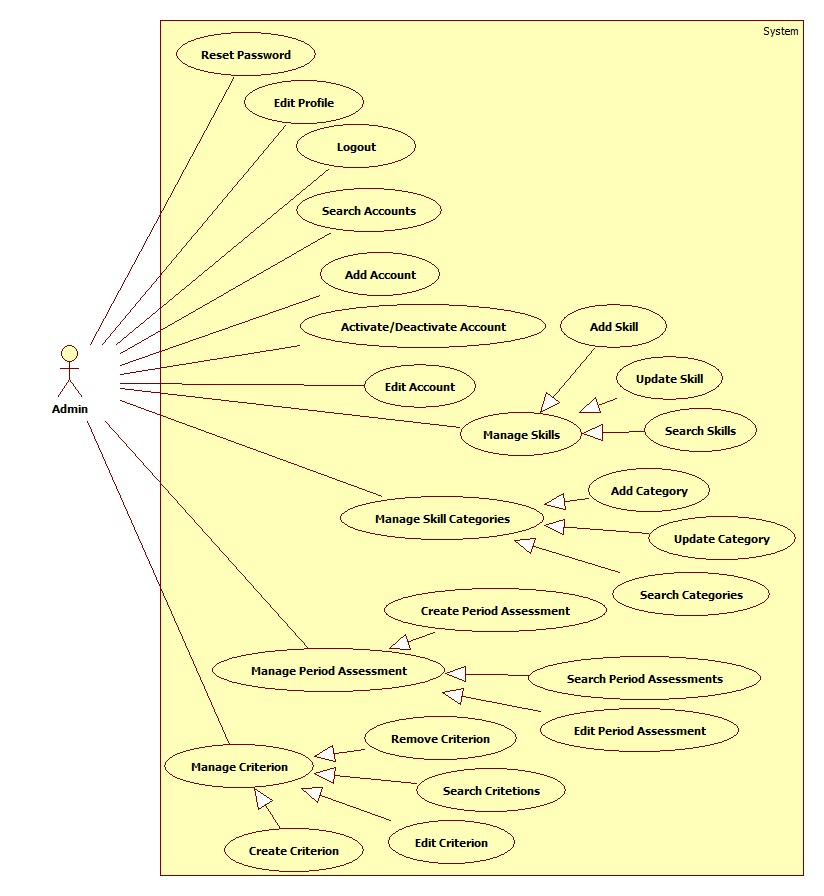 System
Reset Password
Edit Profile
Logout
Search Accounts
Add Account
Activate/Deactivate Account
Add Skill
Admin
Edit Account
Update Skill
Manage Skills
Search Skills
Add Category
Manage Skill Categories
Update Category
Search Categories
Create Period Assessment
Manage Period Assessment
Search Period Assessments
Edit Period Assessment
Remove Criterion
Manage Criterion
Search Critetions
Edit Criterion
Create Criterion